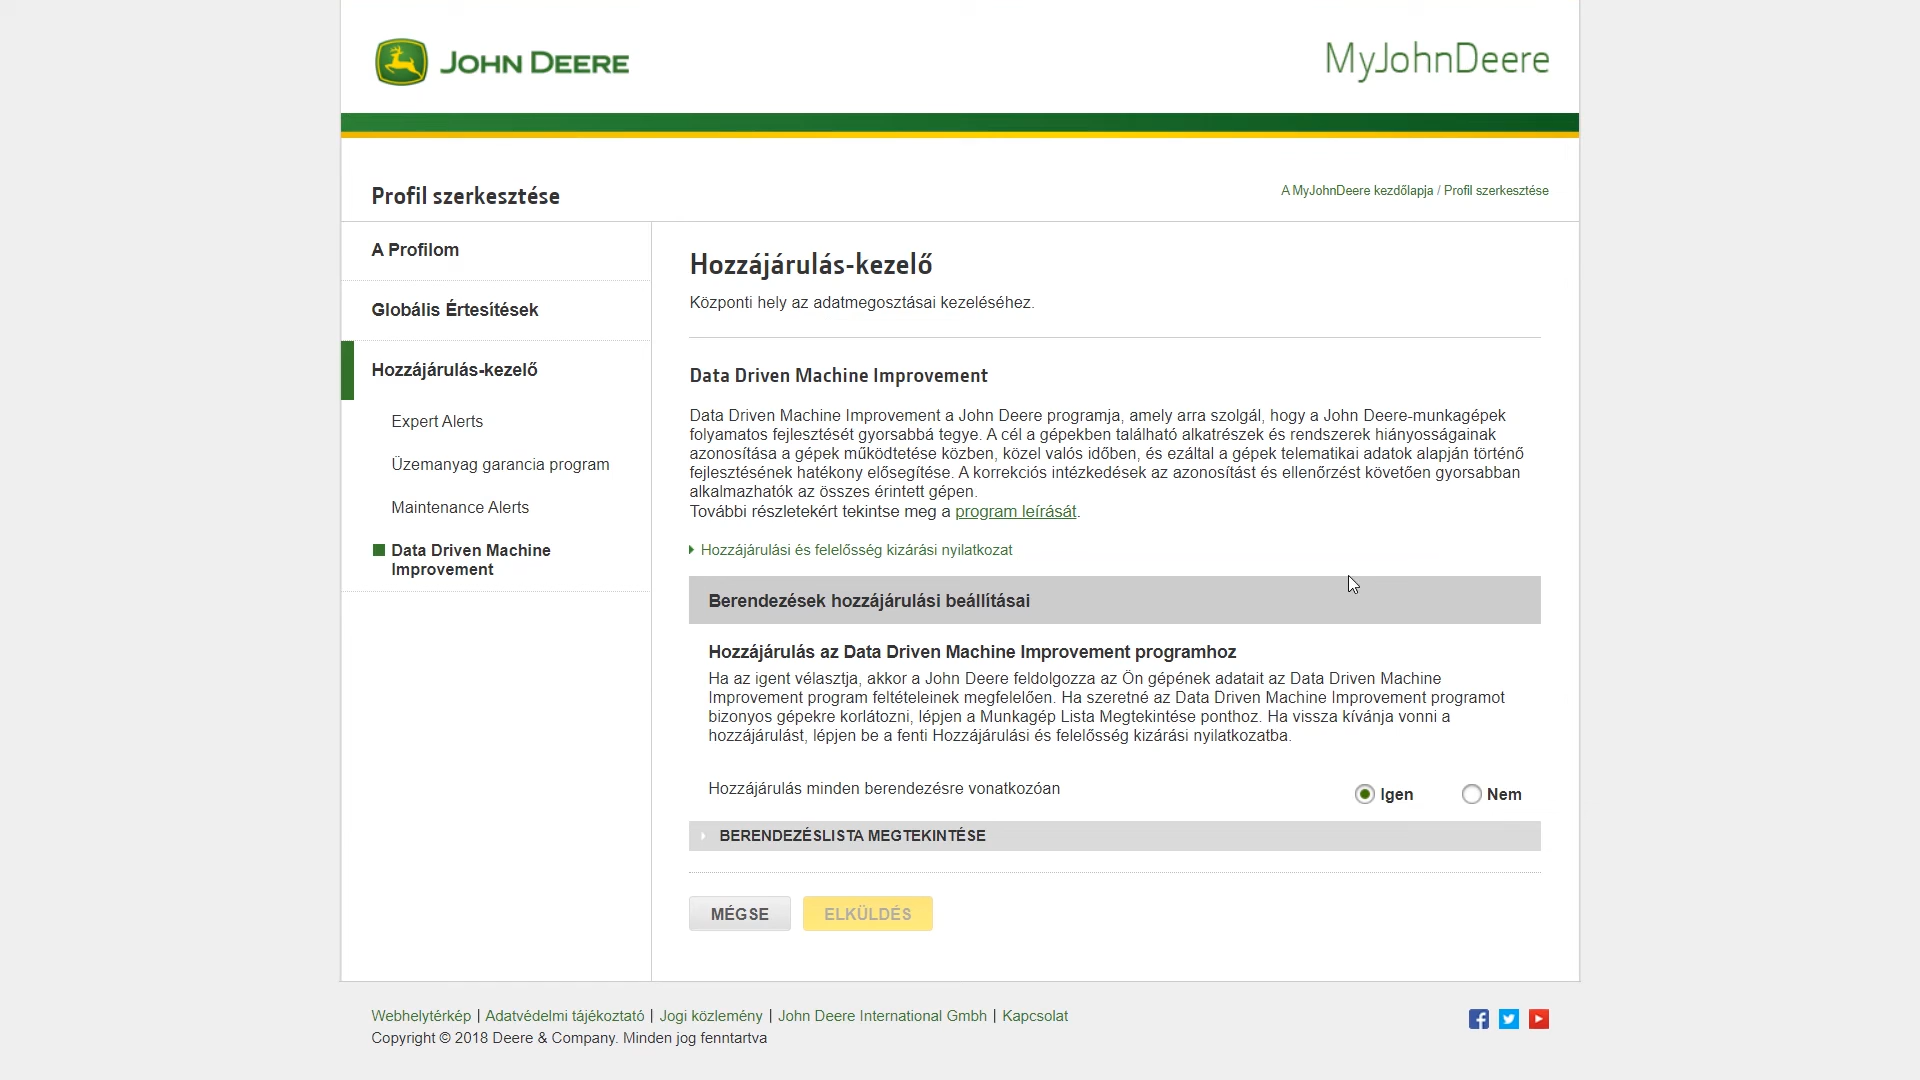 JOHN DEERE
MyJohnDeere
Profil szerkesztése
A MyJohnDeere kezdőlapja / Profil szerkesztése
A Profilom
Globális Értesítések
Hozzájárulás-kezelő
Expert Alerts
Üzemanyag garancia program
Maintenance Alerts
Data Driven Machine
Improvement
Hozzájárulás-kezelő
Központi hely az adatmegosztásai kezeléséhez.
Data Driven Machine Improvement
Data Driven Machine Improvement a John Deere programja, amely arra szolgál, hogy a John Deere-munkagépek
folyamatos fejlesztését gyorsabbá tegye. A cél a gépekben található alkatrészek és rendszerek hiányosságainak
azonosítása a gépek működtetése közben, közel valós időben, és ezáltal a gépek telematikai adatok alapján történő
fejlesztésének hatékony elősegítése. A korrekciós intézkedések az azonosítást és ellenőrzést követően gyorsabban
alkalmazhatók az összes érintett gépen.
További részletekért tekintse meg a program leírását.
Hozzájárulási és felelősség kizárási nyilatkozat
Berendezések hozzájárulási beállításai
Hozzájárulás az Data Driven Machine Improvement programhoz
Ha az igent vélasztja, akkor a John Deere feldolgozza az Ön gépének adatait az Data Driven Machine
Improvement program feltételeinek megfelelően. Ha szeretné az Data Driven Machine Improvement programot
bizonyos gépekre korlátozni, lépjen a Munkagép Lista Megtekintése ponthoz. Ha vissza kívánja vonni a
hozzájárulást, lépjen be a fenti Hozzájárulási és felelősség kizárási nyilatkozatba.
Hozzájárulás minden berendezésre vonatkozóan
Igen
Nem
BERENDEZÉSLISTA MEGTEKINTÉSE
MÉGSE
ELKÜLDÉS
Webhelytérkép | Adatvédelmi tájékoztató | Jogi közlemény | John Deere International Gmbh | Kapcsolat
Copyright © 2018 Deere & Company. Minden jog fenntartva